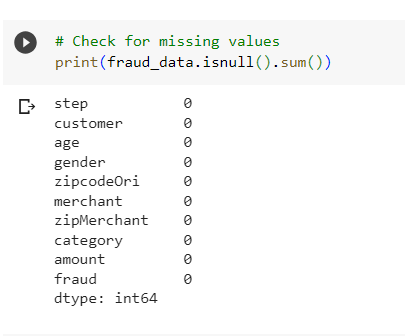 # Check for missing values
print(fraud_data.isnull().sum())
step 0
customer 0
age 0
gender 0
zipcodeOri 0
merchant 0
zipMerchant 0
category 0
amount 0
fraud 0
dtype: int64